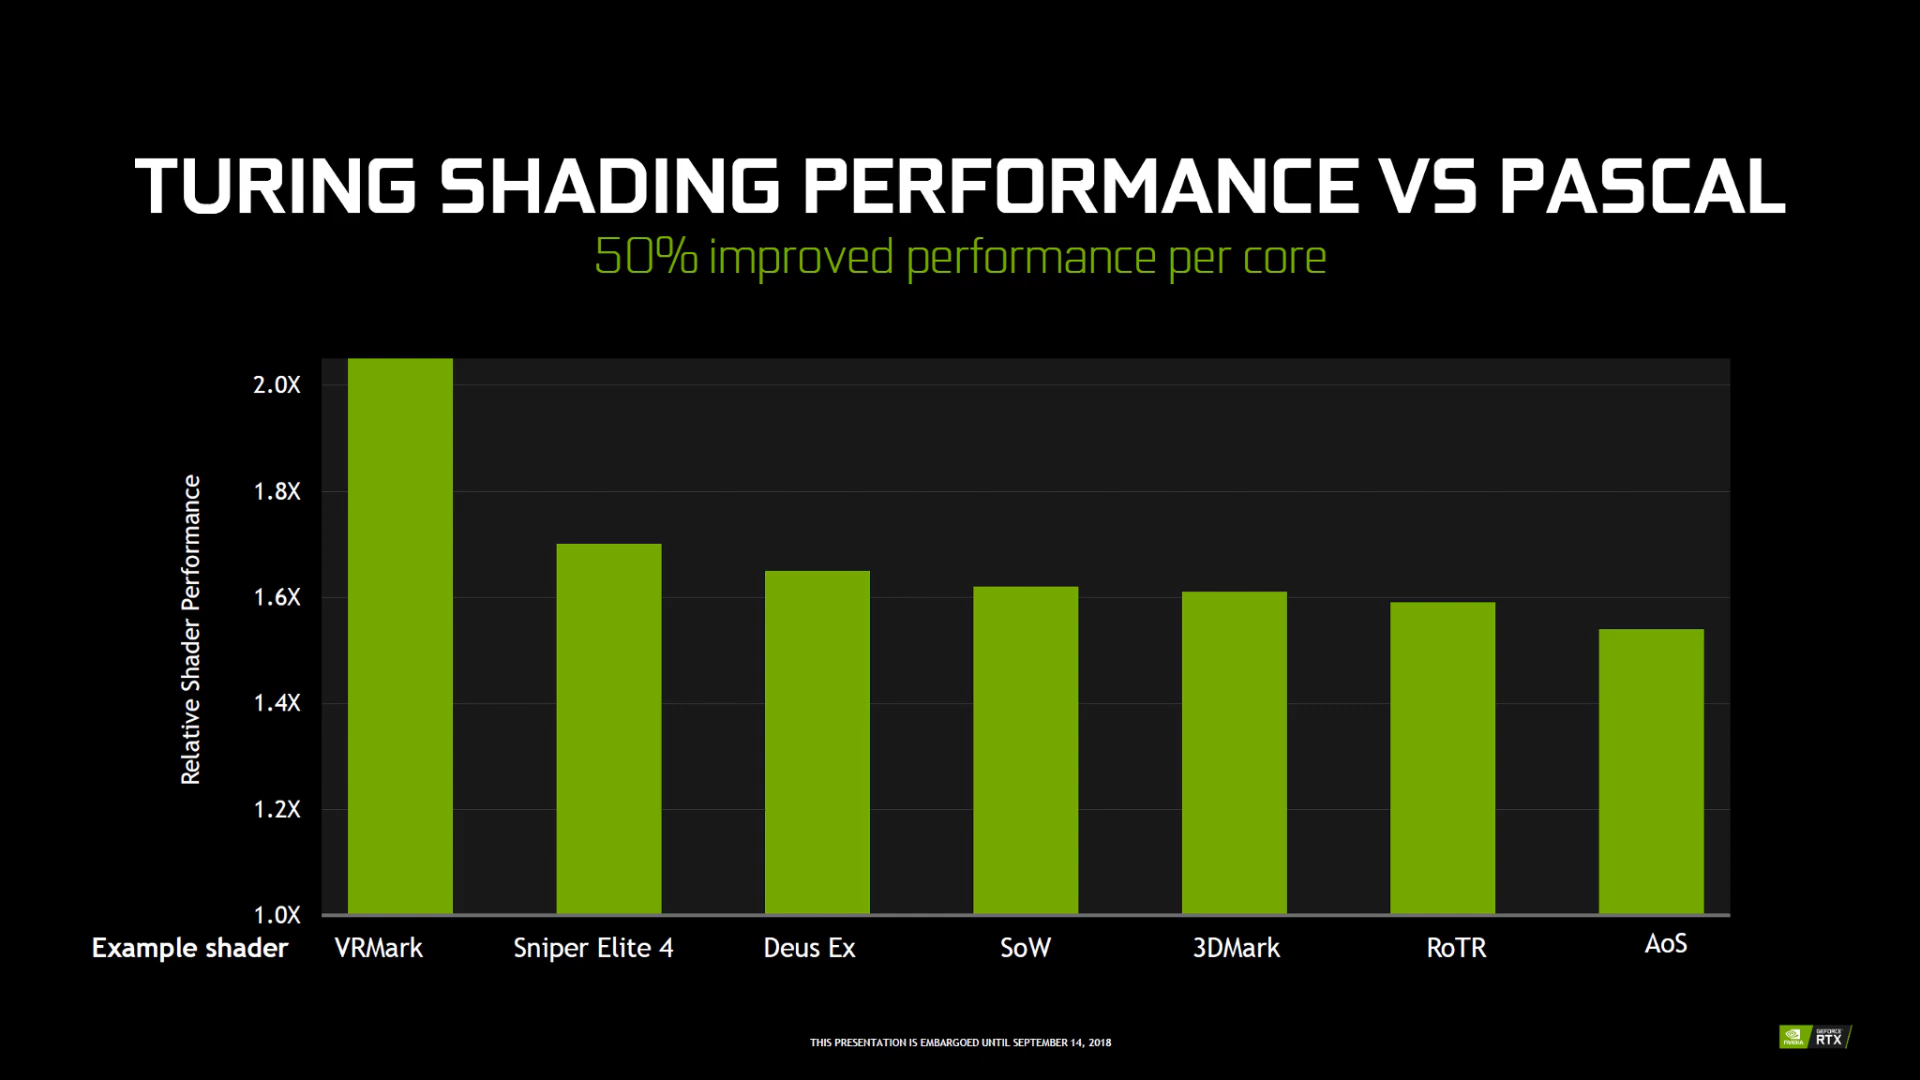 TURING SHADING PERFORMANCE VS PASCAL
50% improved performance per core
Relative Shader Performance
2.0X
1.8X
1.6X
1.4X
1.2X
1.0X
Example shader VRMark Sniper Elite 4 Deus Ex SoW 3DMark RoTR AoS
THIS PRESENTATION IS EMBARGOED UNTIL SEPTEMBER 14, 2018
NVIDIA
GEFORCE
RTX